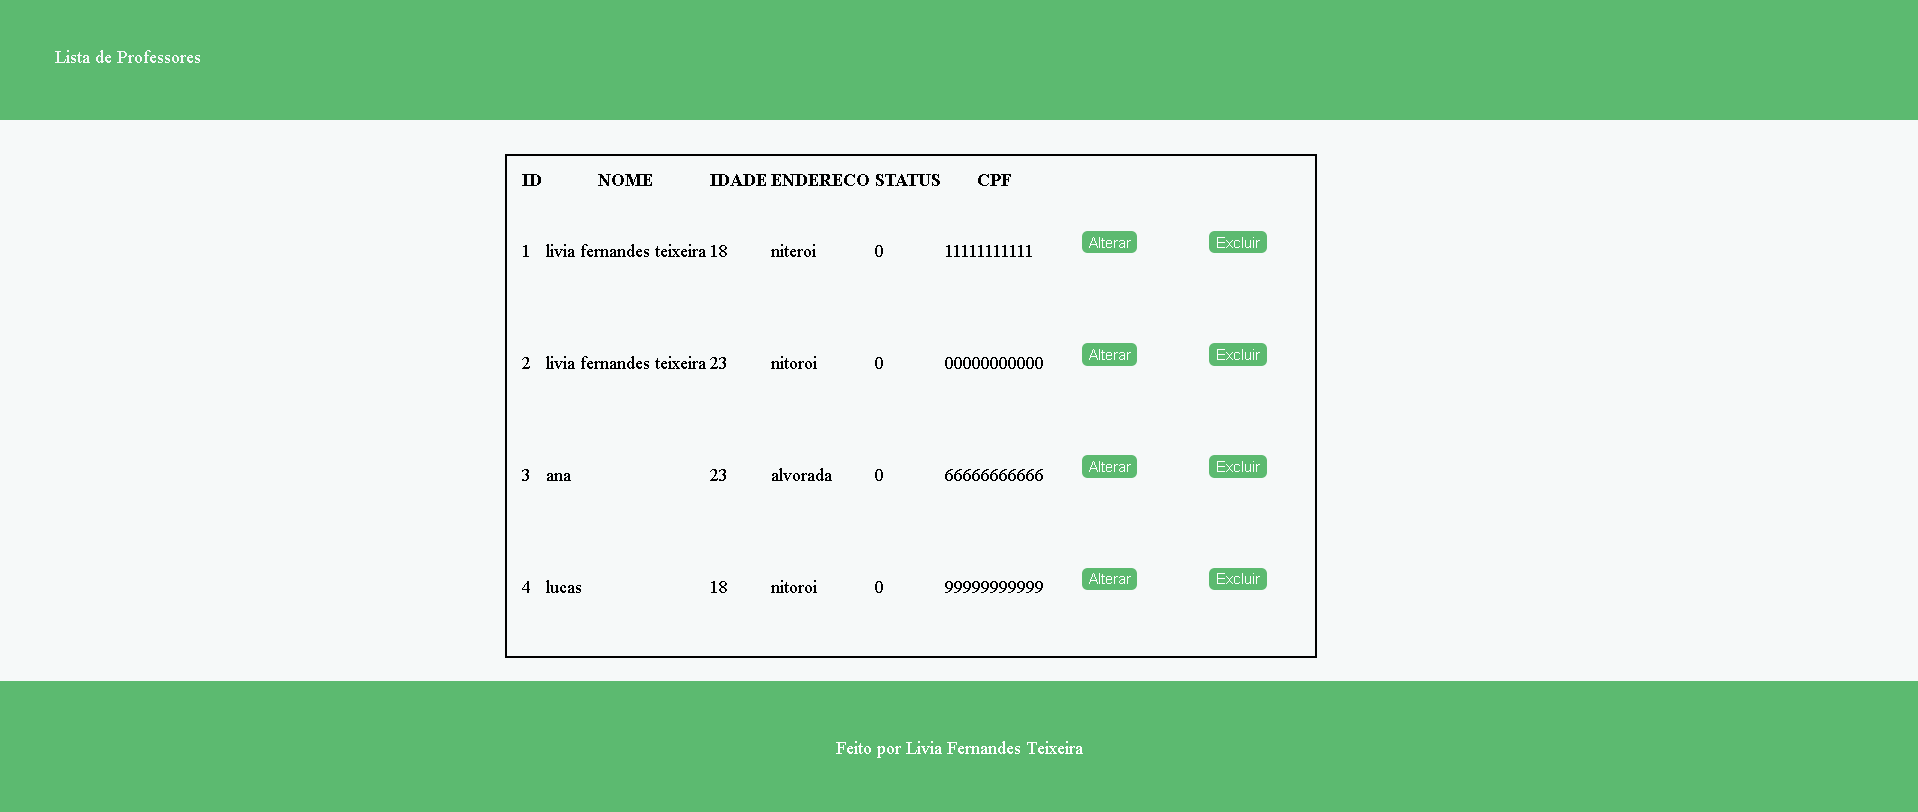 Lista de Professores
ID NOME IDADE ENDERECO STATUS CPF
1 livia fernandes teixeira 18 niteroi 0 11111111111 Alterar Excluir
2 livia fernandes teixeira 23 nitoroi 0 00000000000 Alterar Excluir
3 ana 23 alvorada 0 66666666666 Alterar Excluir
4 lucas 18 nitoroi 0 99999999999 Alterar Excluir
Feito por Livia Fernandes Teixeira